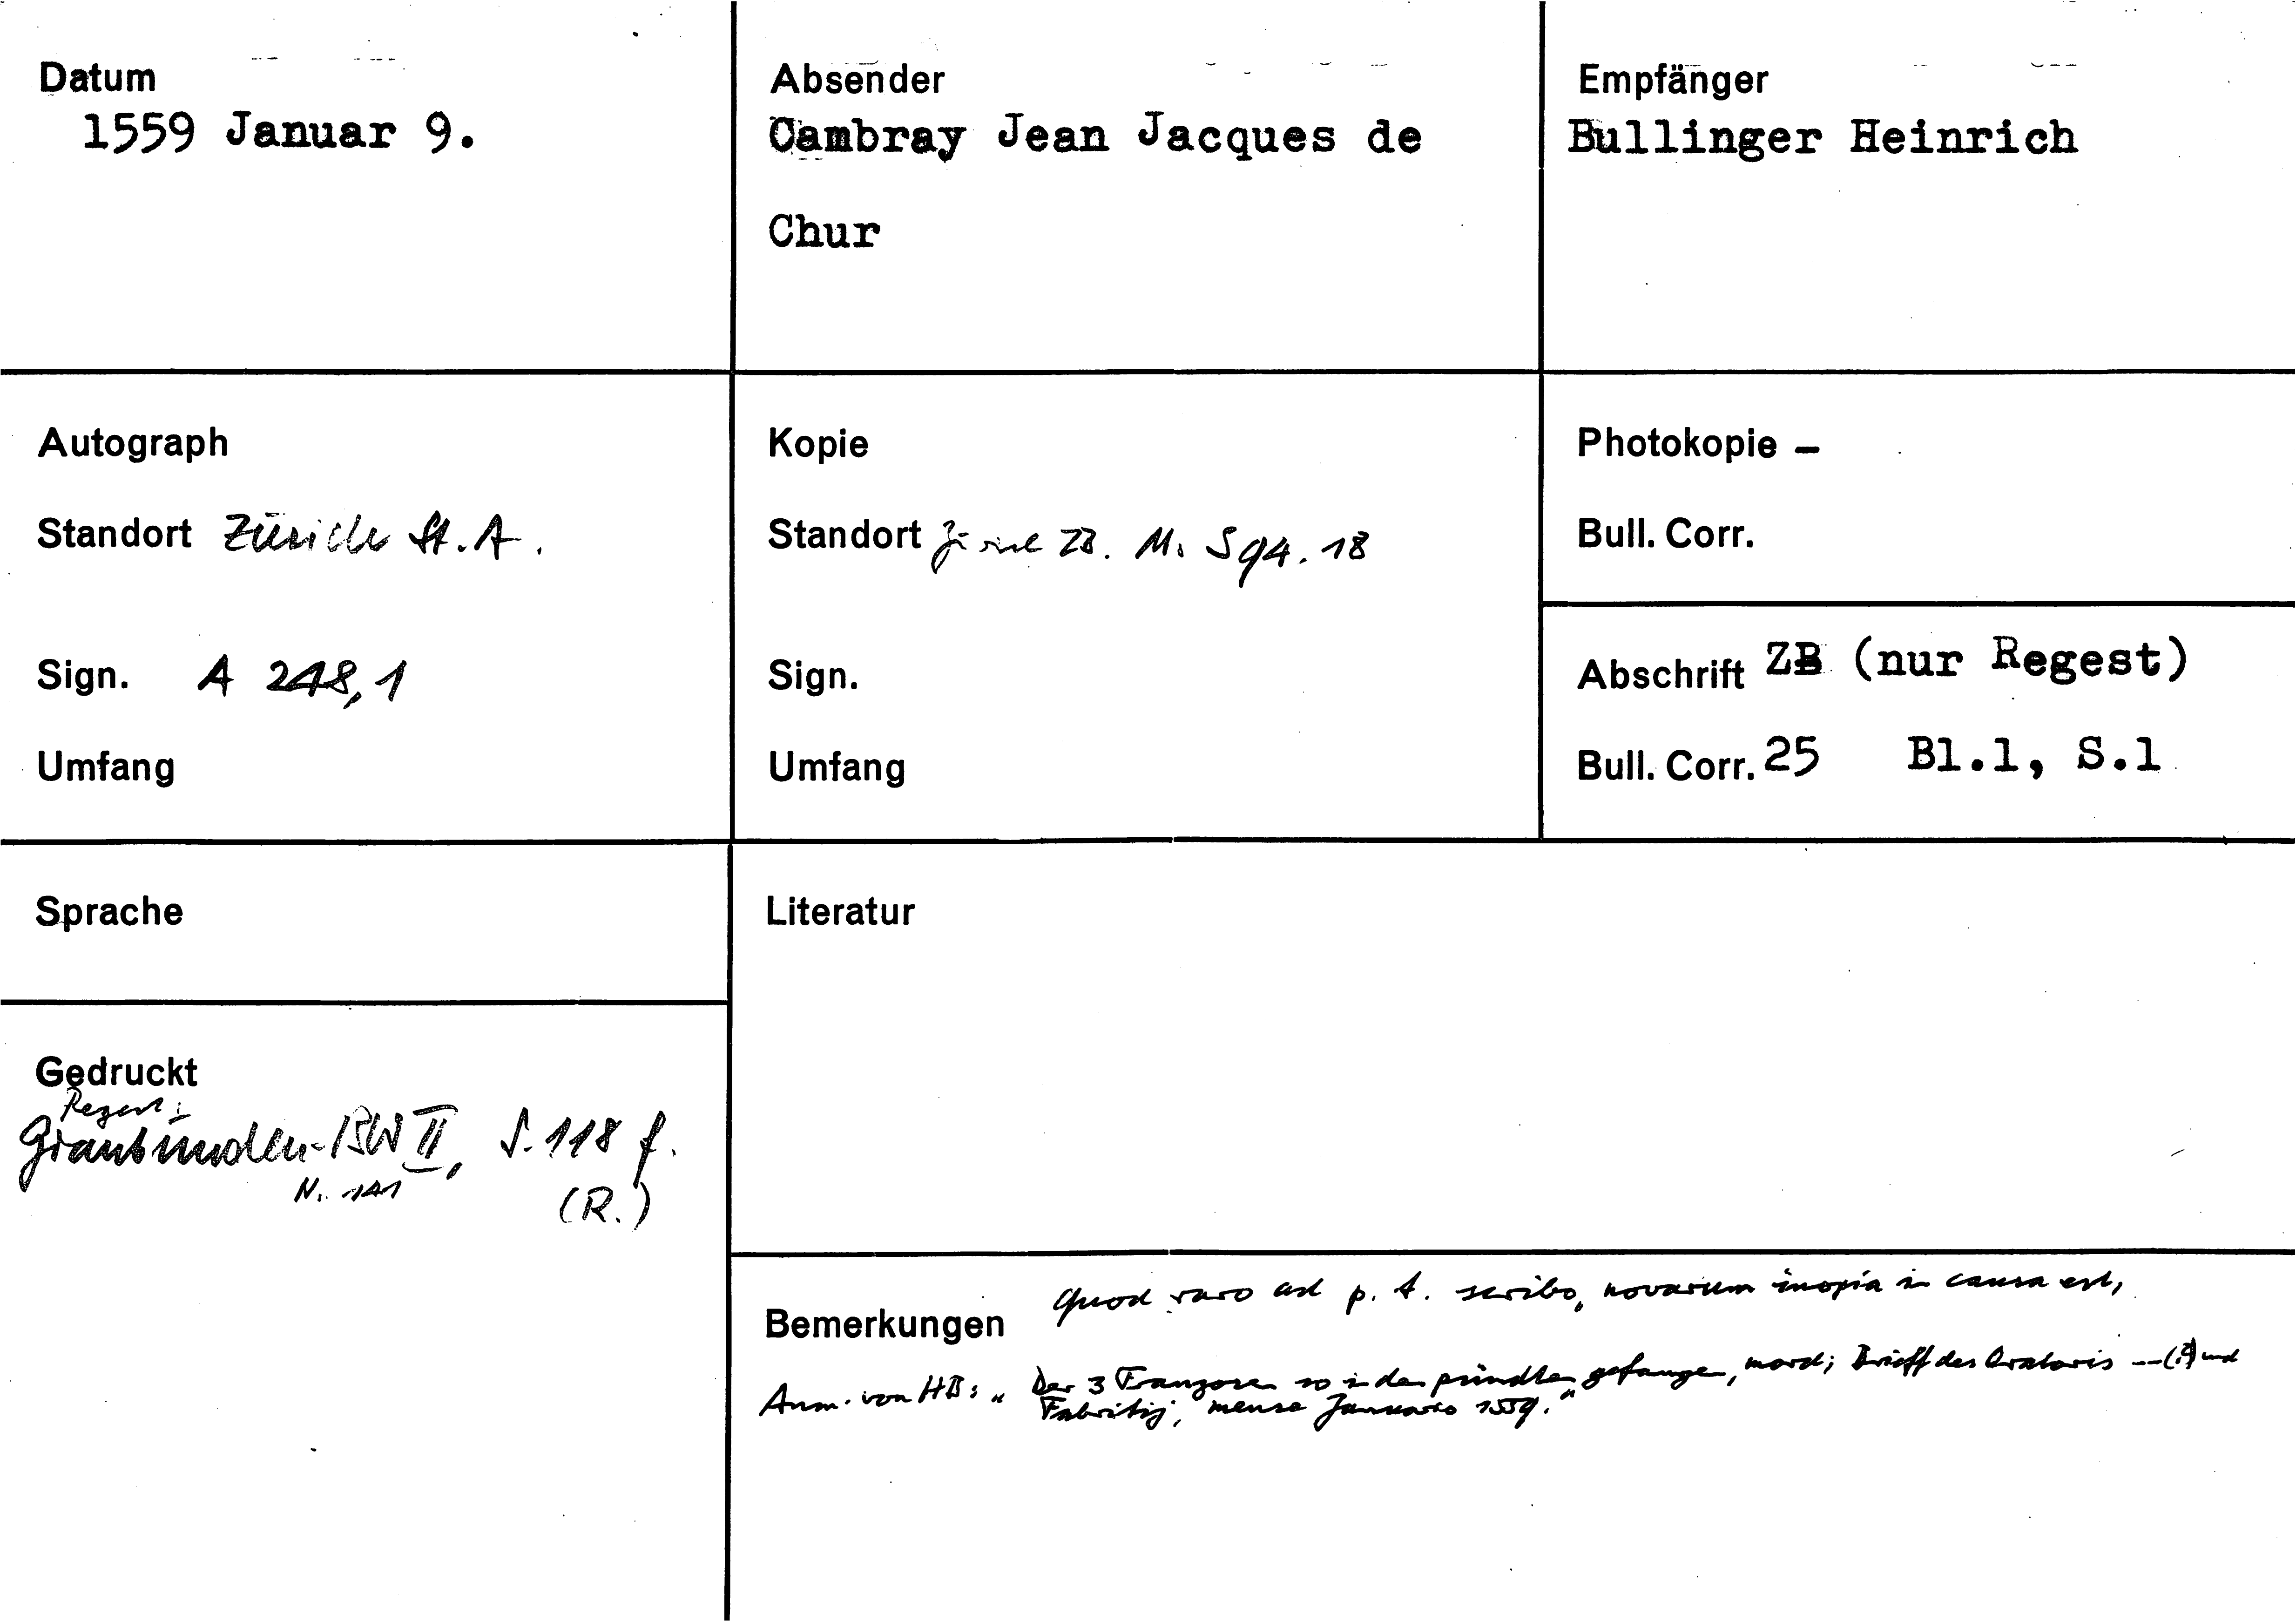 Datum
1559 Januar 9.
Absender
Cambray Jean Jacques de
Chur
Empfänger
Bullinger Heinrich
Autograph
Standort Zürich St. A.
Sign. A 248,1
Umfang
Kopie
Standort Zürich ZB. Ms S 94. 18
Sign.
Umfang
Photokopie –
Bull. Corr.
Abschrift ZB (nur Regest)
Bull. Corr. 25 Bl.1, S.1
Sprache
Gedruckt
Regest:
Graubünden-BW II, S. 118 f.
N. 141
(R.)
Literatur
Bemerkungen
Quod raro ad p. t. scribo, novarum inopia in causa est,
Anm. von HB: " Der 3 Franzosen so in den pündten gefangen, mord; Brieff des Oratoris --(?) und
Fabritij, mense Januario 1559."